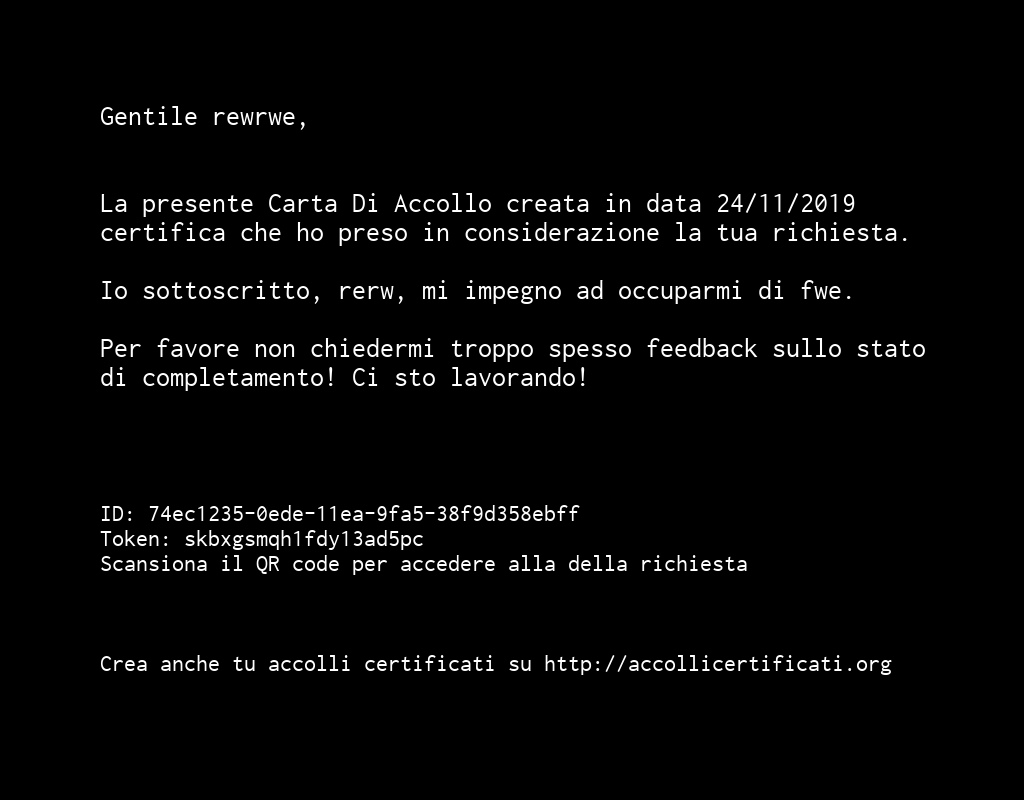 Gentile rewrwe,
La presente Carta Di Accollo creata in data 24/11/2019
certifica che ho preso in considerazione la tua richiesta.
Io sottoscritto, rerw, mi impegno ad occuparmi di fwe.
Per favore non chiedermi troppo spesso feedback sullo stato
di completamento! Ci sto lavorando!
ID: 74ec1235-0ede-11ea-9fa5-38f9d358ebff
Token: skbxgsmqh1fdy13ad5pc
Scansiona il QR code per accedere alla della richiesta
Crea anche tu accolli certificati su http://accollicertificati.org